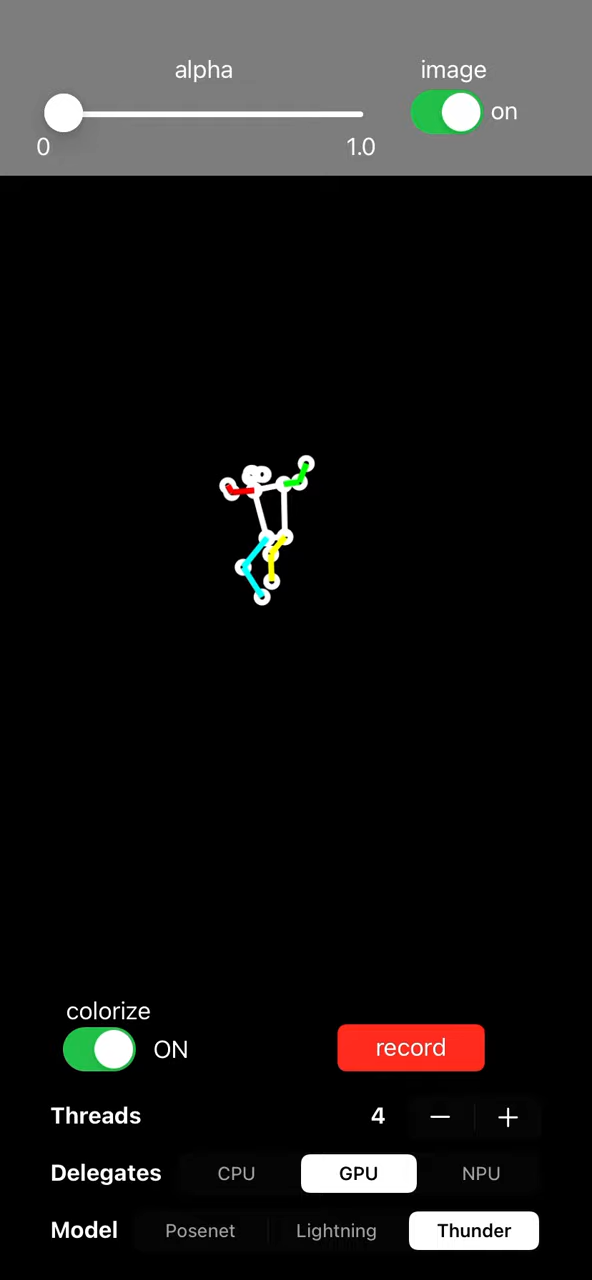 alpha
image
on
0
1.0
colorize
ON
record
Threads
4
Delegates
CPU
GPU
NPU
Model
Posenet
Lightning
Thunder